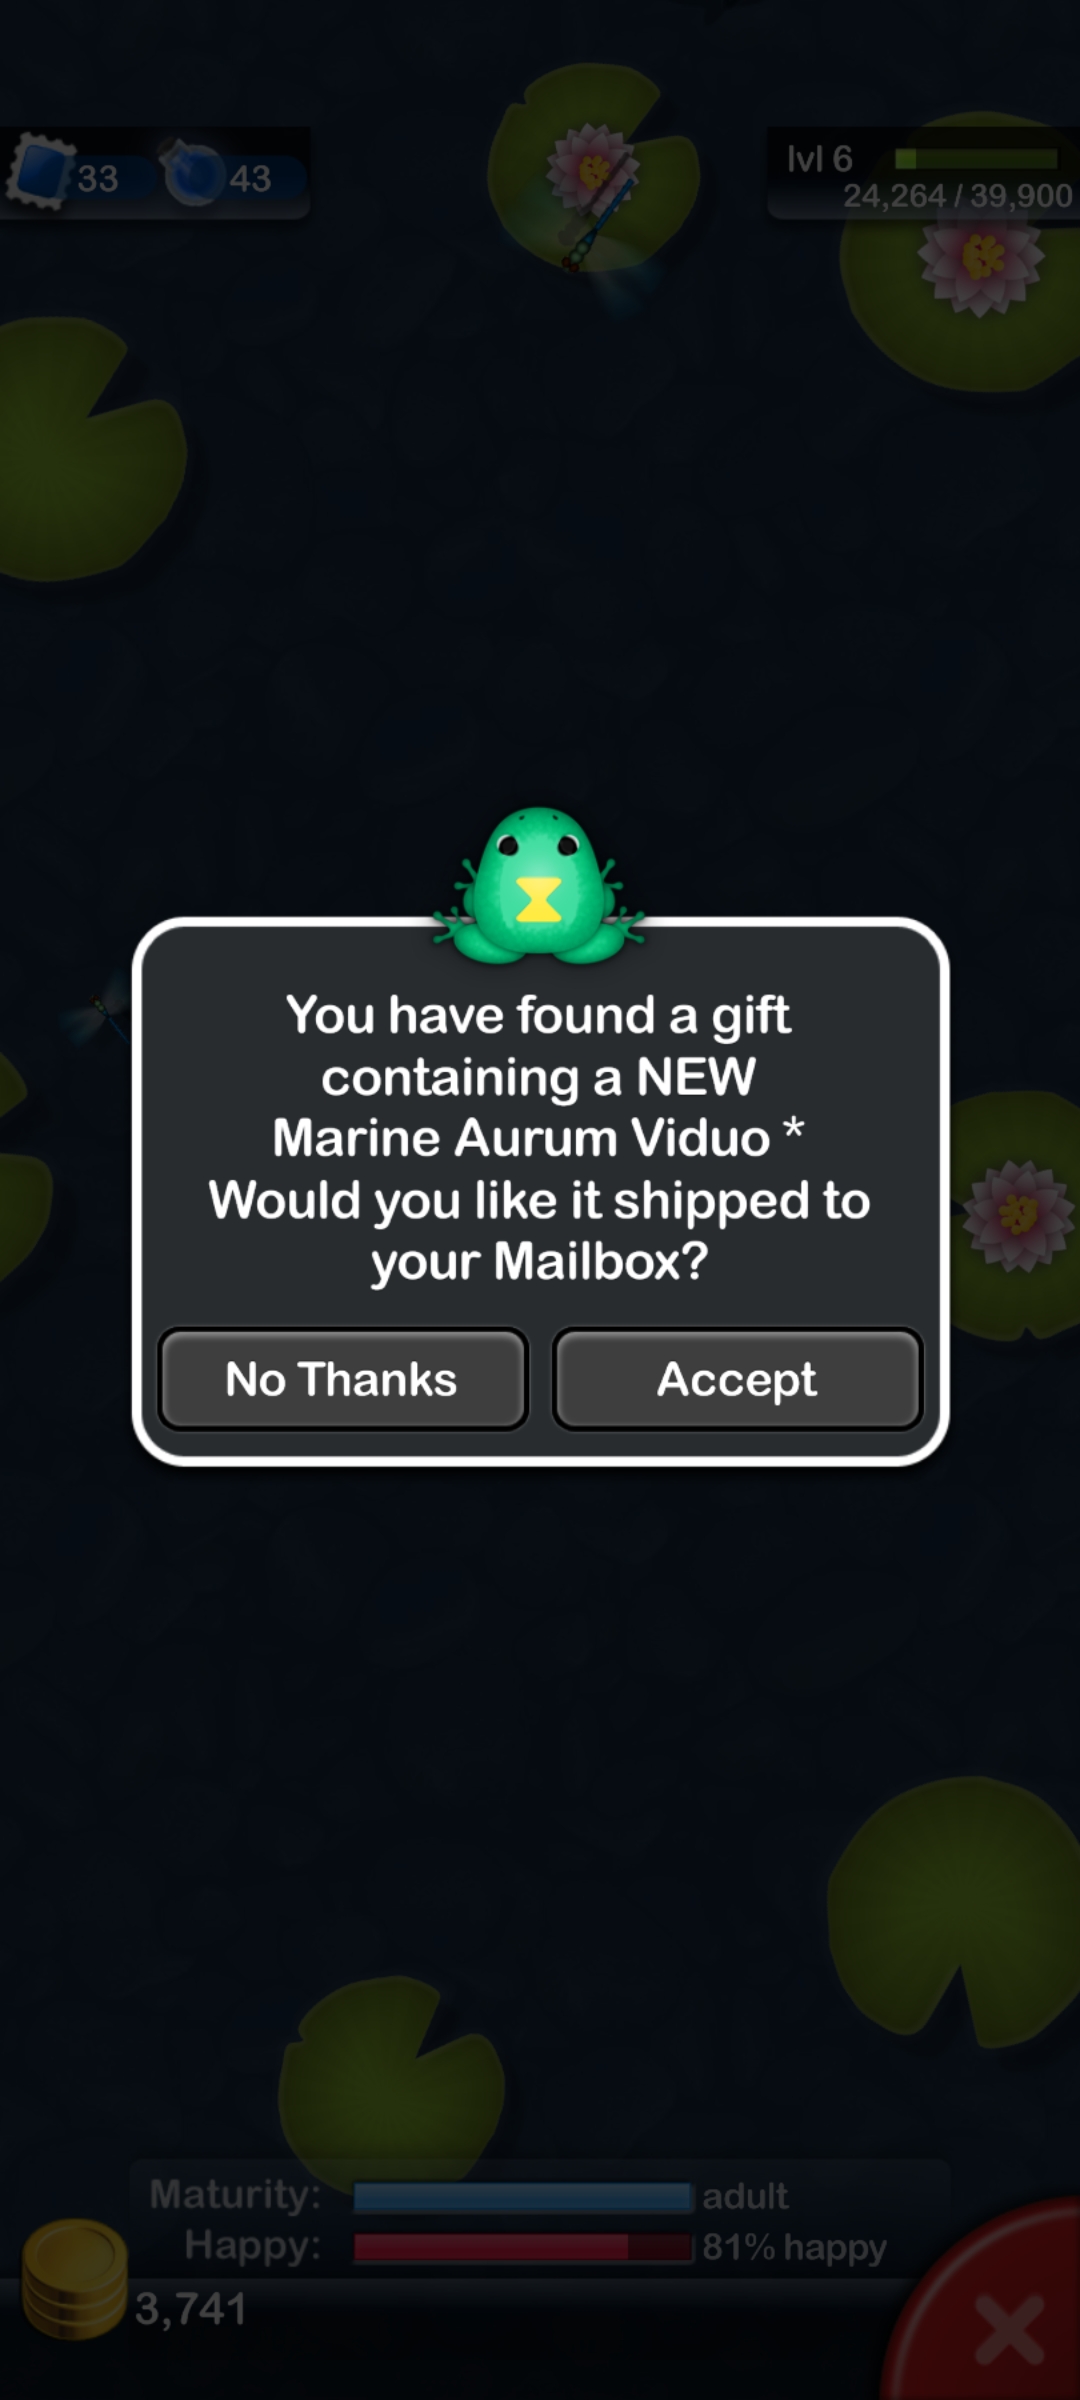 33
43
lvl 6
24,264 / 39,900
You have found a gift
containing a NEW
Marine Aurum Viduo *
Would you like it shipped to
your Mailbox?
No Thanks
Accept
Maturity:
adult
Happy:
81% happy
3,741